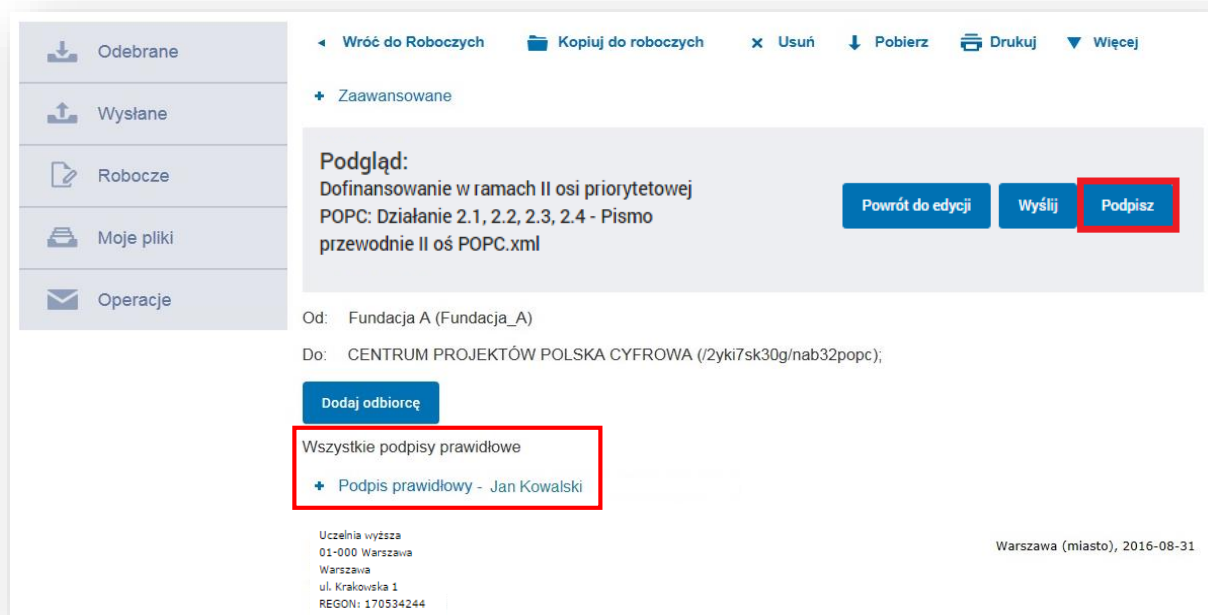 Odebrane
Wysłane
Robocze
Moje pliki
Operacje
Wróć do Roboczych Kopiuj do roboczych Usuń Pobierz Drukuj Więcej
Zaawansowane
Podgląd:
Dofinansowanie w ramach II osi priorytetowej
POPC: Działanie 2.1, 2.2, 2.3, 2.4 - Pismo
przewodnie II oś POPC.xml
Powrót do edycji Wyślij Podpisz
Od: Fundacja A (Fundacja_A)
Do: CENTRUM PROJEKTÓW POLSKA CYFROWA (/2yki7sk30g/nab32popc);
Dodaj odbiorcę
Wszystkie podpisy prawidłowe
Podpis prawidłowy - Jan Kowalski
Uczelnia wyższa
01-000 Warszawa
Warszawa
ul. Krakowska 1
REGON: 170534244
Warszawa (miasto), 2016-08-31